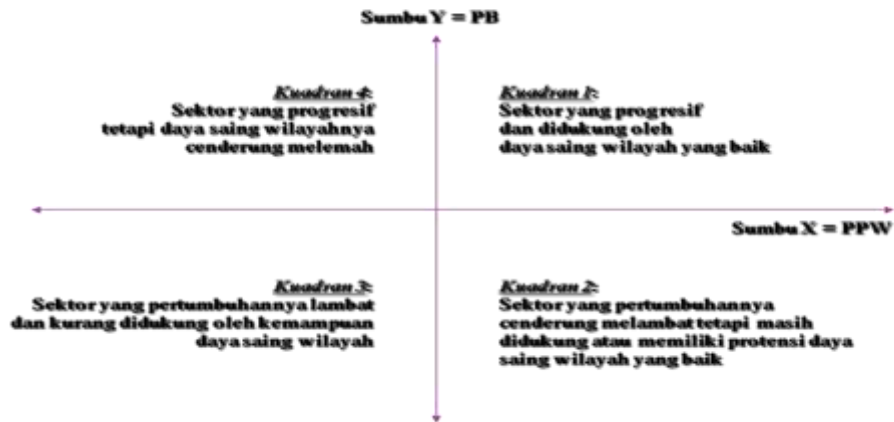 Sumbu Y = PB
Kuadran 4:
Sektor yang progresif
tetapi daya saing wilayahnya
cenderung melemah
Kuadran 1:
Sektor yang progresif
dan didukung oleh
daya saing wilayah yang baik
Sumbu X = PPW
Kuadran 3:
Sektor yang pertumbuhannya lambat
dan kurang didukung oleh kemampuan
daya saing wilayah
Kuadran 2:
Sektor yang pertumbuhannya
cenderung melambat tetapi masih
didukung atau memiliki protensi daya
saing wilayah yang baik